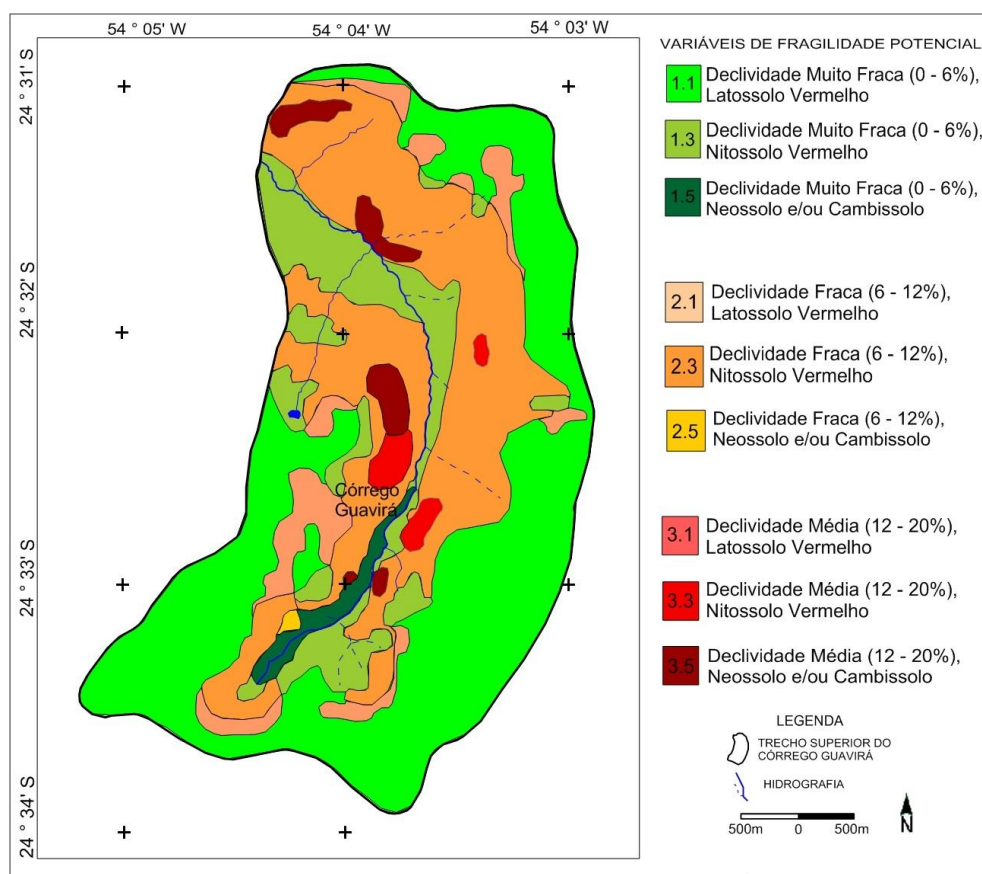 54 ° 05' W
54 ° 04' W
54 ° 03' W
24 ° 31' S
24 ° 32' S
24 ° 33' S
24 ° 34' S
Córrego
Guavirá
VARIÁVEIS DE FRAGILIDADE POTENCIAL
1.1 Declividade Muito Fraca (0 - 6%),
Latossolo Vermelho
1.3 Declividade Muito Fraca (0 - 6%),
Nitossolo Vermelho
1.5 Declividade Muito Fraca (0 - 6%),
Neossolo e/ou Cambissolo
2.1 Declividade Fraca (6 - 12%),
Latossolo Vermelho
2.3 Declividade Fraca (6 - 12%),
Nitossolo Vermelho
2.5 Declividade Fraca (6 - 12%),
Neossolo e/ou Cambissolo
3.1 Declividade Média (12 - 20%),
Latossolo Vermelho
3.3 Declividade Média (12 - 20%),
Nitossolo Vermelho
3.5 Declividade Média (12 - 20%),
Neossolo e/ou Cambissolo
LEGENDA
TRECHO SUPERIOR DO
CÓRREGO GUAVIRÁ
HIDROGRAFIA
500m 0 500m
N